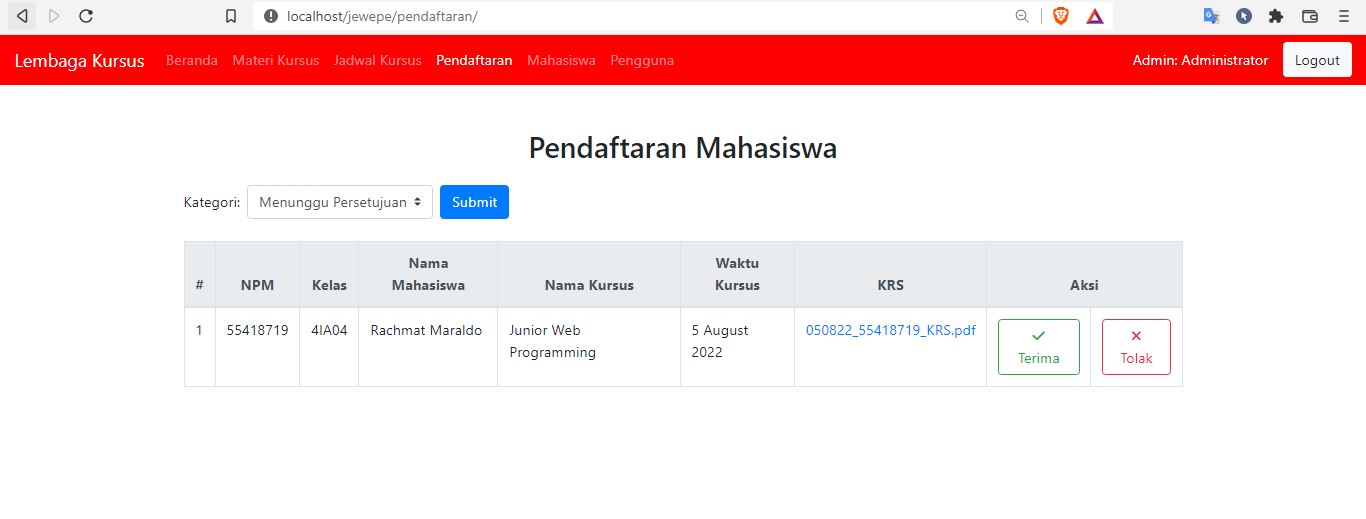 localhost/jewepe/pendaftaran/
Lembaga Kursus Beranda Materi Kursus Jadwal Kursus Pendaftaran Mahasiswa Pengguna Admin: Administrator Logout
Pendaftaran Mahasiswa
Kategori: Menunggu Persetujuan Submit
# NPM Kelas Nama Mahasiswa Nama Kursus Waktu Kursus KRS Aksi
1 55418719 4IA04 Rachmat Maraldo Junior Web Programming 5 August 2022 050822_55418719_KRS.pdf Terima Tolak